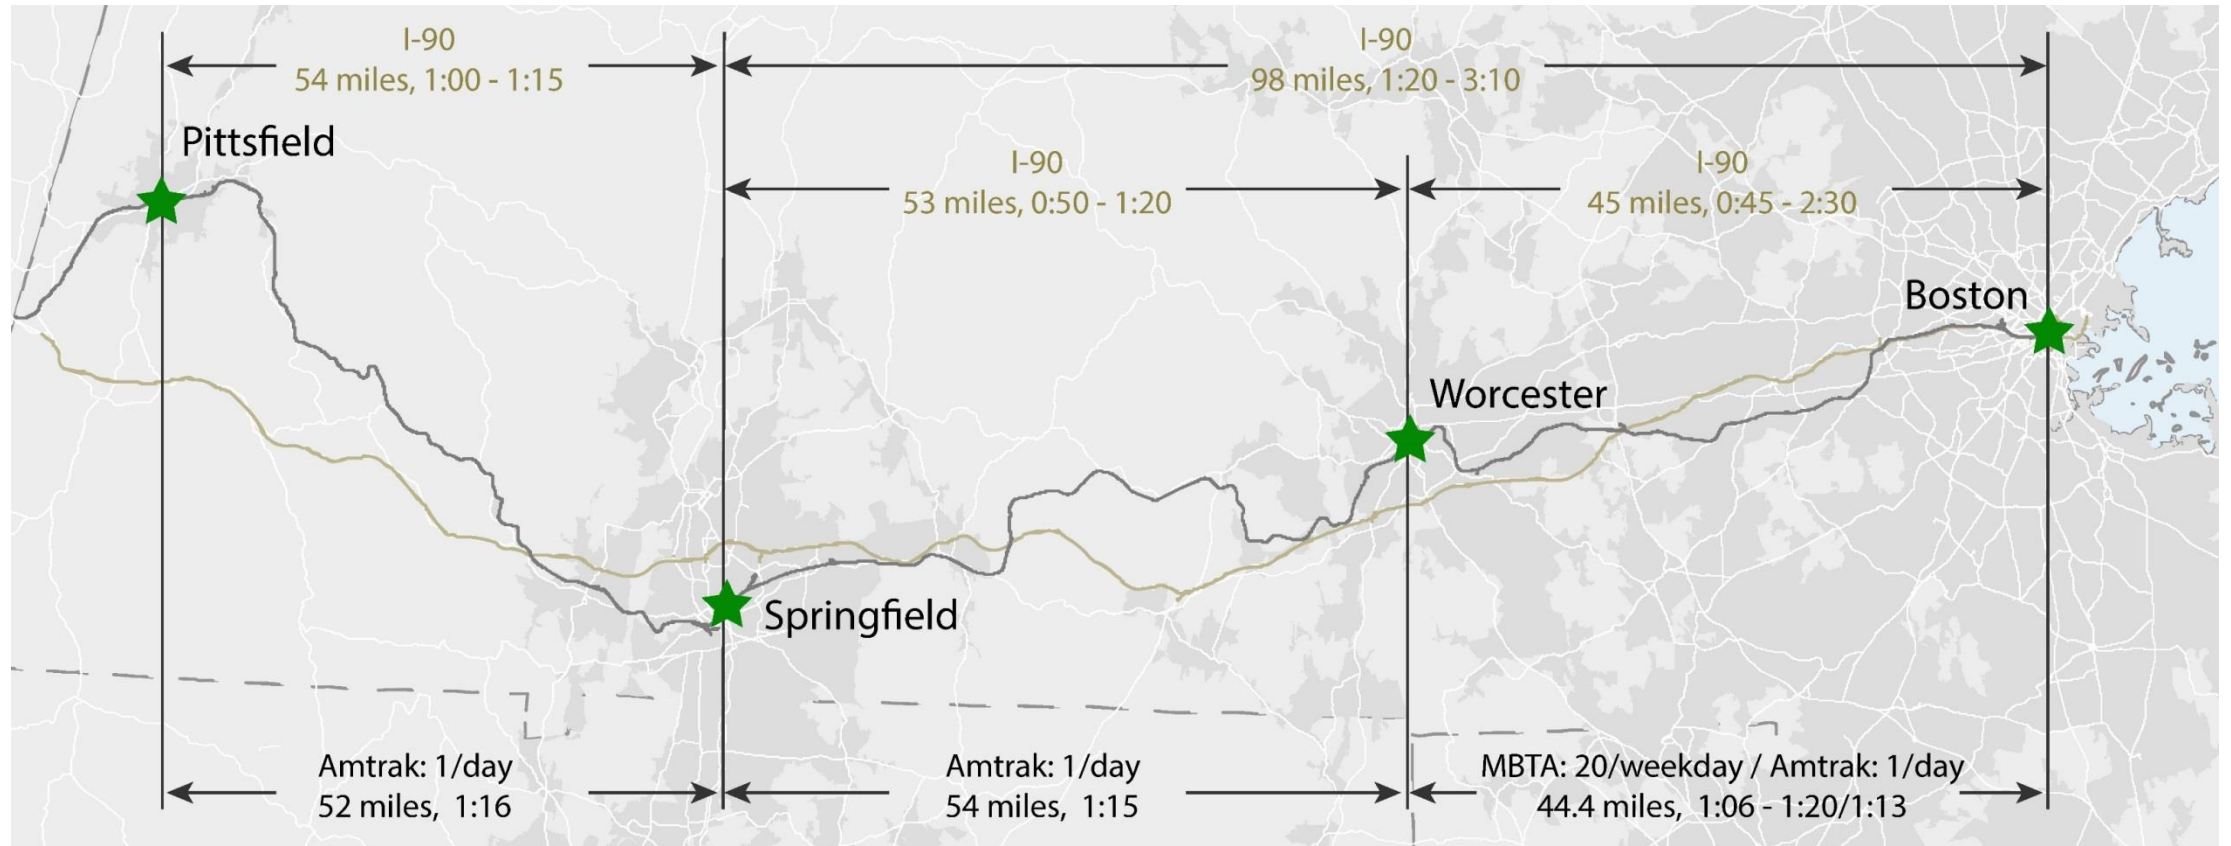 I-90
54 miles, 1:00 - 1:15
I-90
98 miles, 1:20 - 3:10
Pittsfield
I-90
53 miles, 0:50 - 1:20
I-90
45 miles, 0:45 - 2:30
Boston
Worcester
Springfield
Amtrak: 1/day
52 miles, 1:16
Amtrak: 1/day
54 miles, 1:15
MBTA: 20/weekday / Amtrak: 1/day
44.4 miles, 1:06 - 1:20/1:13